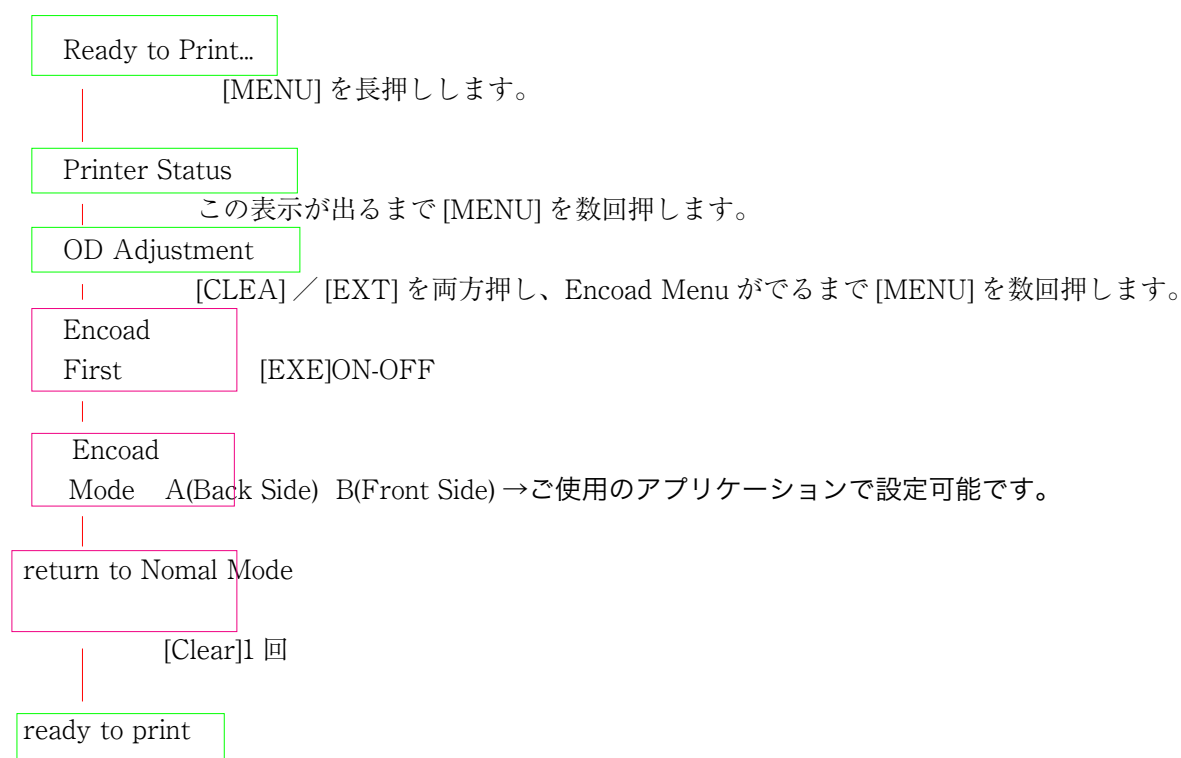 Ready to Print...
[MENU] を長押しします。
Printer Status
この表示が出るまで [MENU] を数回押します。
OD Adjustment
[CLEA] ／ [EXT] を両方押し、Encoad Menu がでるまで [MENU] を数回押します。
Encoad
First [EXE]ON-OFF
Encoad
Mode A(Back Side) B(Front Side) →ご使用のアプリケーションで設定可能です。
return to Nomal Mode
[Clear]1 回
ready to print